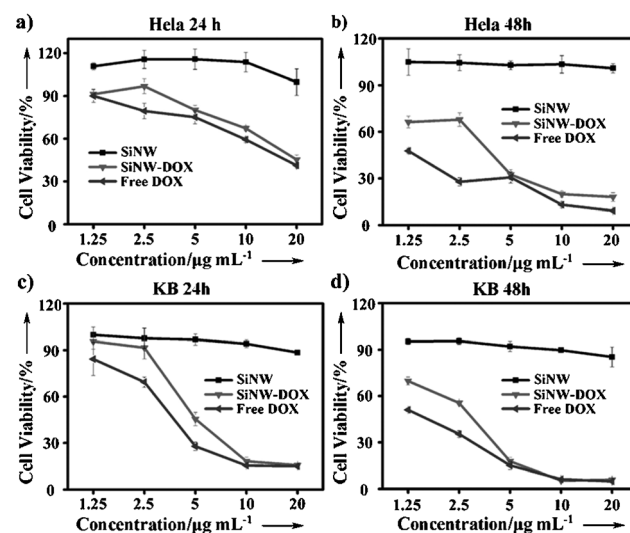 a) Hela 24 h
Cell Viability/%
120
90
60
30
0
SiNW
SiNW-DOX
Free DOX
1.25 2.5 5 10 20
Concentration/µg mL⁻¹
b) Hela 48h
Cell Viability/%
120
90
60
30
0
SiNW
SiNW-DOX
Free DOX
1.25 2.5 5 10 20
Concentration/µg mL⁻¹
c) KB 24h
Cell Viability/%
120
90
60
30
0
SiNW
SiNW-DOX
Free DOX
1.25 2.5 5 10 20
Concentration/µg mL⁻¹
d) KB 48h
Cell Viability/%
120
90
60
30
0
SiNW
SiNW-DOX
Free DOX
1.25 2.5 5 10 20
Concentration/µg mL⁻¹